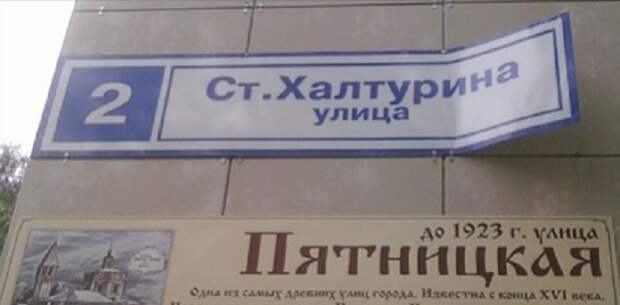 2
Ст.Халтурина
улица
до 1923 г. улица
Пятницкая
Одна из самых древних улиц города. Известна с конца XVI века.